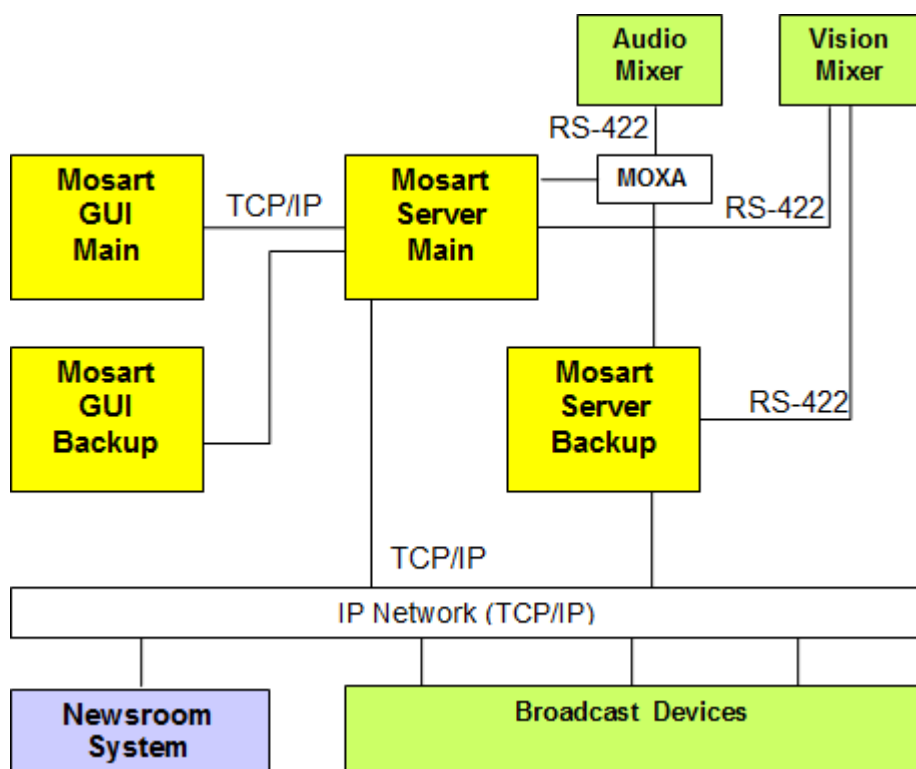 Audio
Mixer
Vision
Mixer
RS-422
MOXA
Mosart
GUI
Main
TCP/IP
Mosart
Server
Main
RS-422
Mosart
GUI
Backup
Mosart
Server
Backup
RS-422
TCP/IP
IP Network (TCP/IP)
Newsroom
System
Broadcast Devices